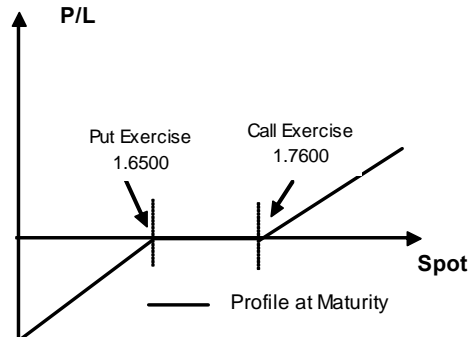 P/L
Put Exercise
1.6500
Call Exercise
1.7600
Spot
Profile at Maturity